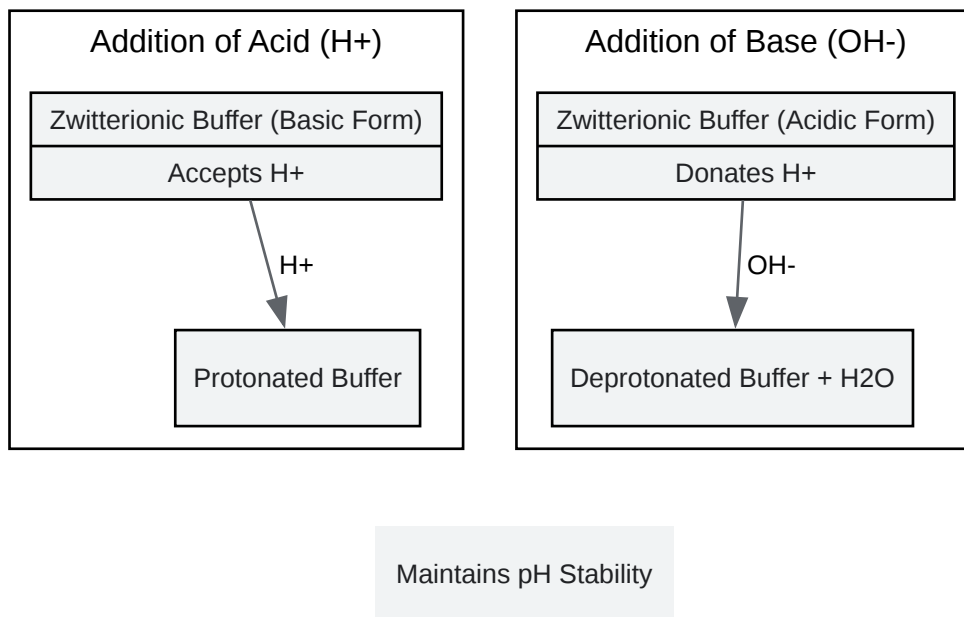 Addition of Acid (H+)
Zwitterionic Buffer (Basic Form)
Accepts H+
H+
Protonated Buffer
Addition of Base (OH-)
Zwitterionic Buffer (Acidic Form)
Donates H+
OH-
Deprotonated Buffer + H2O
Maintains pH Stability